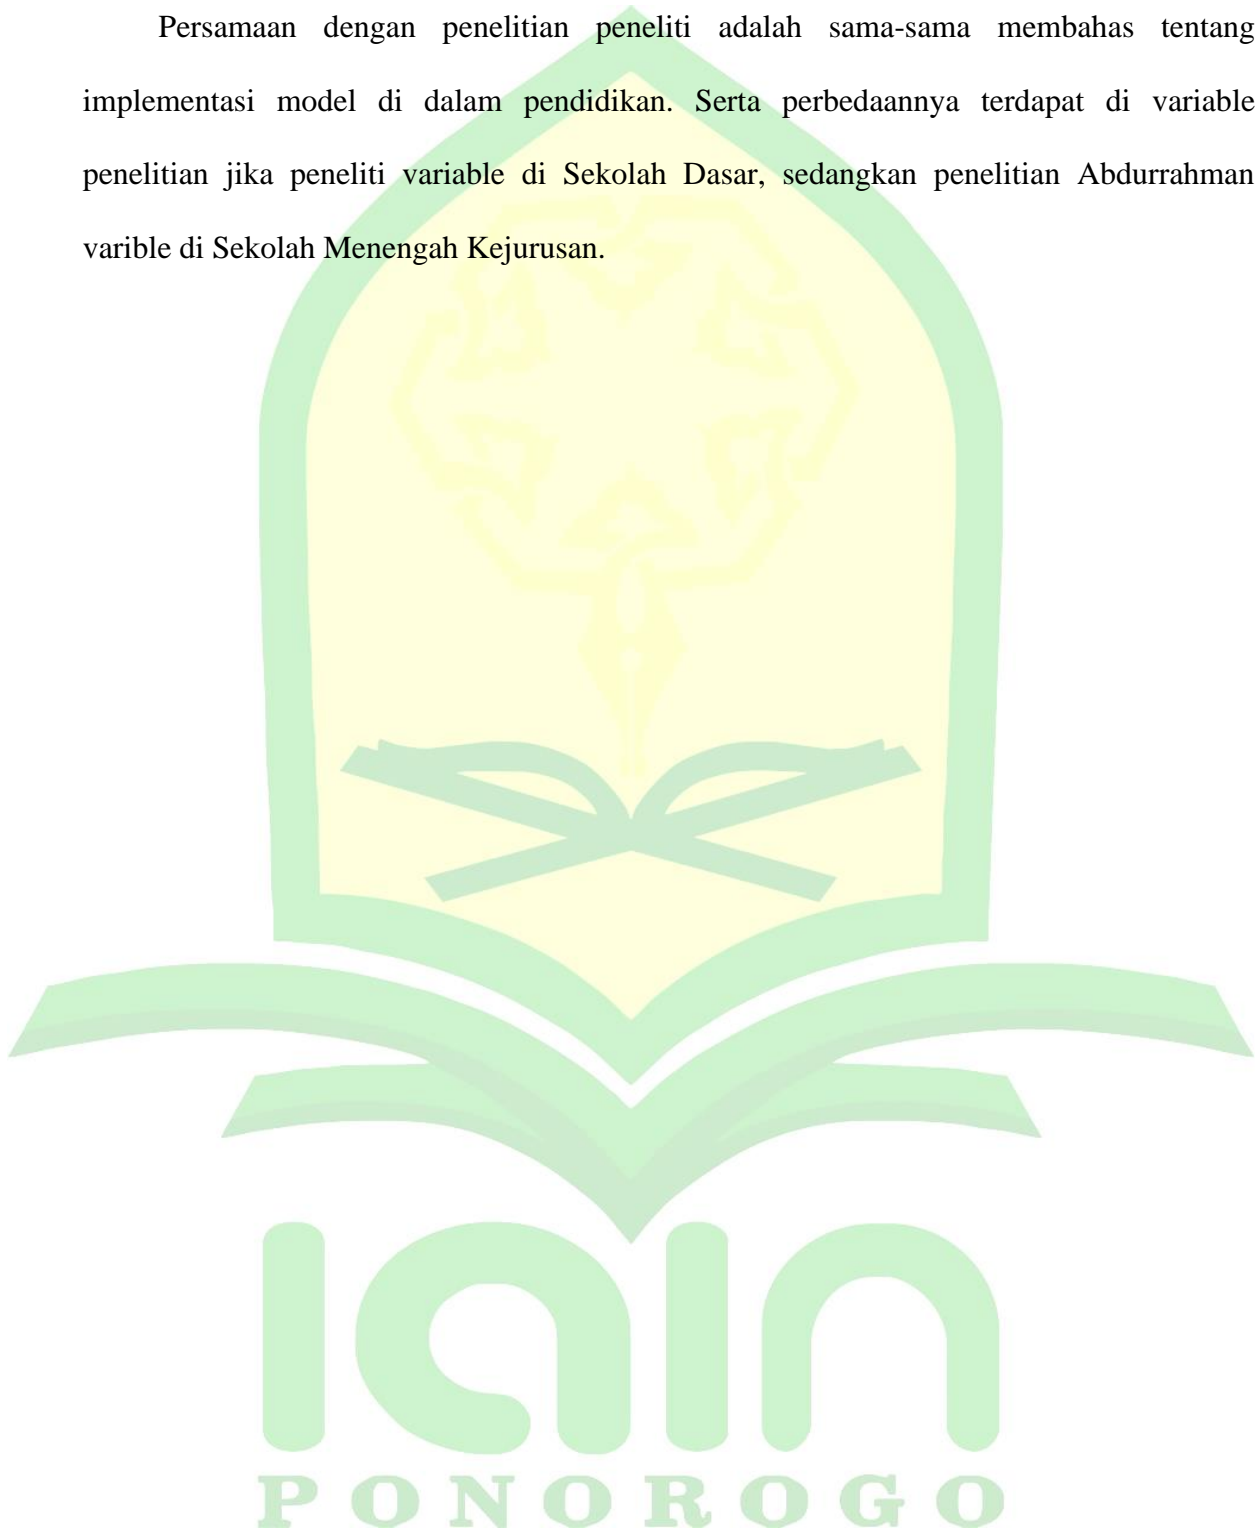 Persamaan dengan penelitian peneliti adalah sama-sama membahas tentang
implementasi model di dalam pendidikan. Serta perbedaannya terdapat di variable
penelitian jika peneliti variable di Sekolah Dasar, sedangkan penelitian Abdurrahman
varible di Sekolah Menengah Kejurusan.
iain
PONOROGO